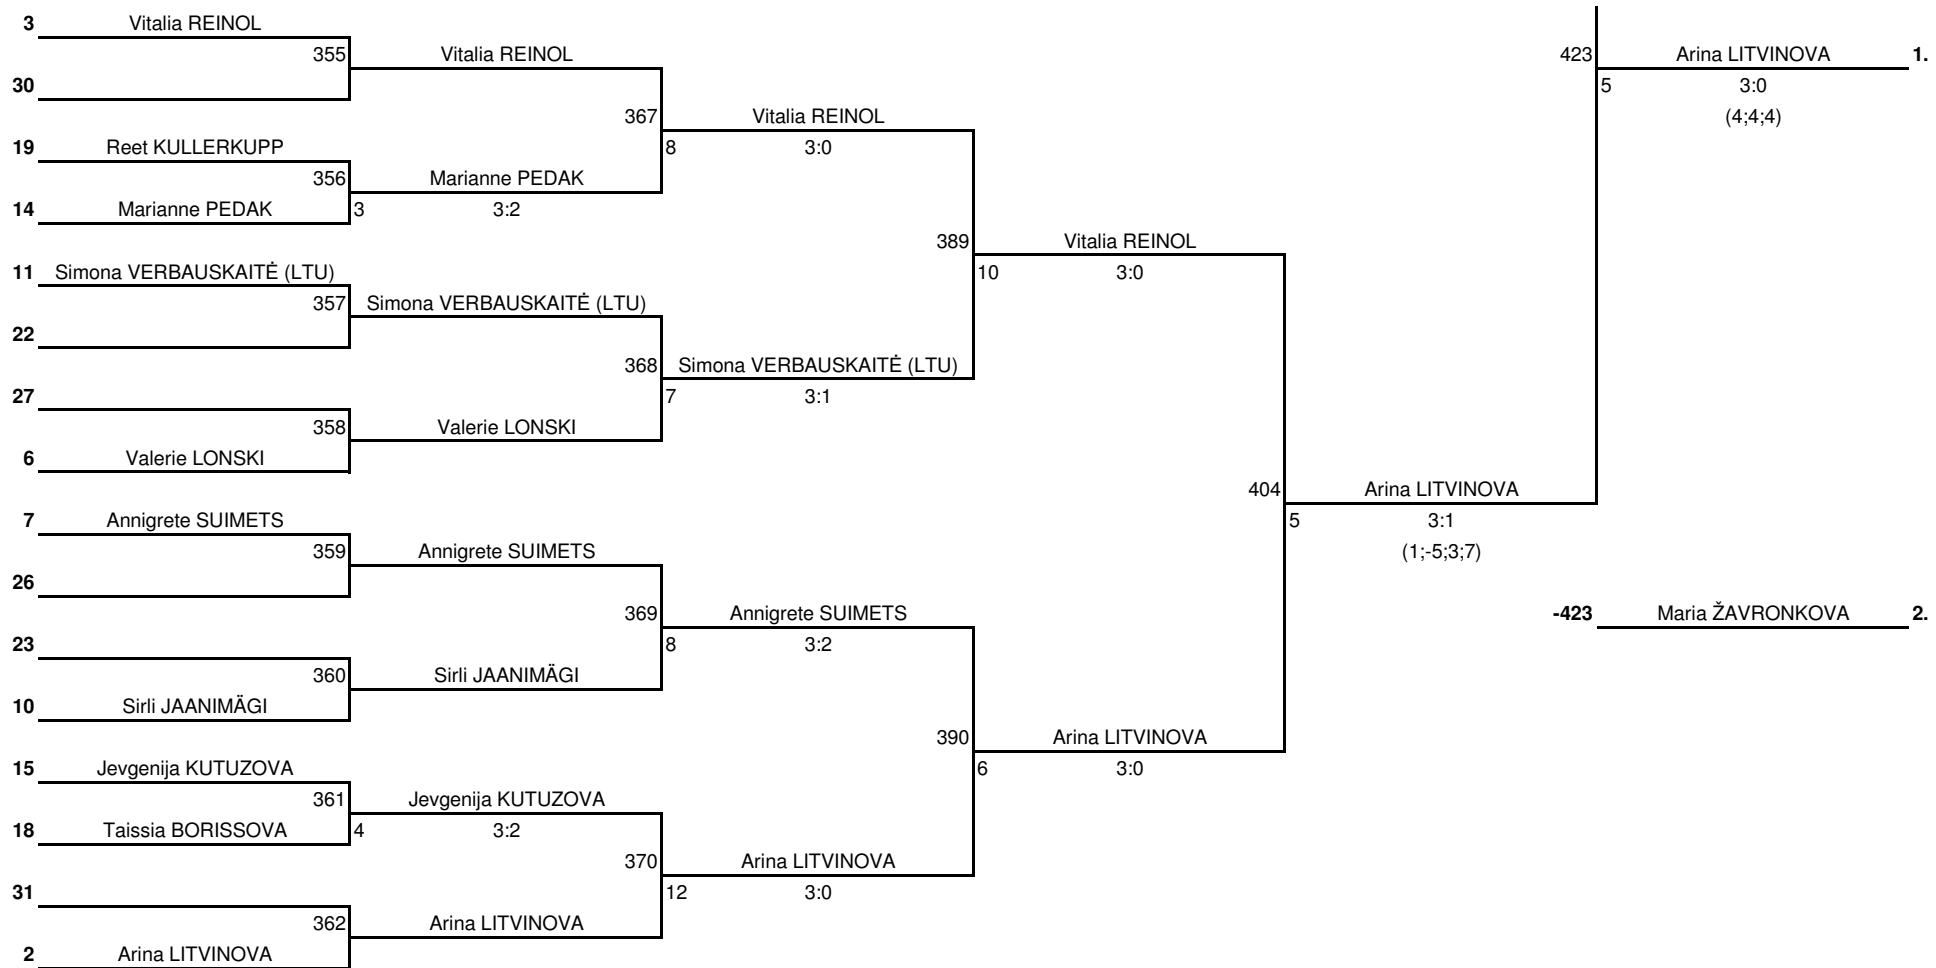 3 Vitalia REINOL
355 Vitalia REINOL 423 Arina LITVINOVA 1.
30 5 3:0
367 Vitalia REINOL (4;4;4)
19 Reet KULLERKUPP 8 3:0
356 Marianne PEDAK
14 Marianne PEDAK 3 3:2
389 Vitalia REINOL
11 Simona VERBAUSKAITĖ (LTU) 10 3:0
357 Simona VERBAUSKAITĖ (LTU)
22
368 Simona VERBAUSKAITĖ (LTU)
27 7 3:1
358 Valerie LONSKI
6 Valerie LONSKI
404 Arina LITVINOVA
7 Annigrete SUIMETS 5 3:1
359 Annigrete SUIMETS (1;-5;3;7)
26
369 Annigrete SUIMETS -423 Maria ŽAVRONKOVA 2.
23 8 3:2
360 Sirli JAANIMÄGI
10 Sirli JAANIMÄGI
390 Arina LITVINOVA
15 Jevgenija KUTUZOVA 6 3:0
361 Jevgenija KUTUZOVA
18 Taissia BORISSOVA 4 3:2
370 Arina LITVINOVA
31 12 3:0
362 Arina LITVINOVA
2 Arina LITVINOVA